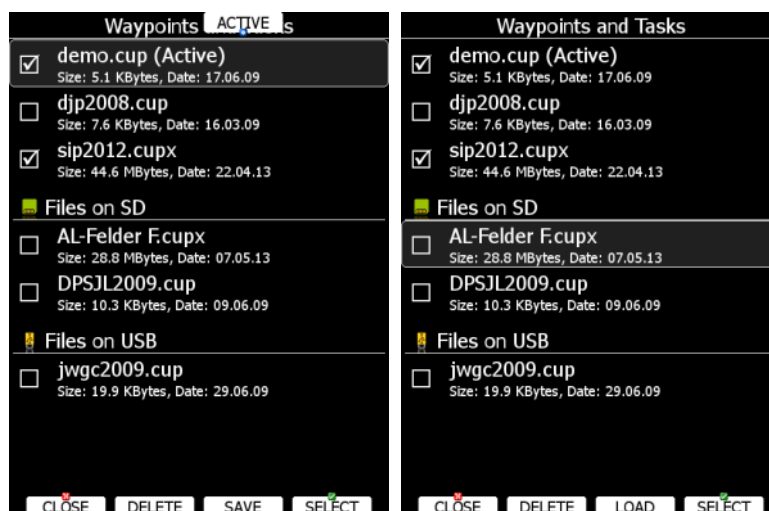 Waypoints and Tasks
ACTIVE
demo.cup (Active)
Size: 5.1 KBytes, Date: 17.06.09
djp2008.cup
Size: 7.6 KBytes, Date: 16.03.09
sip2012.cupx
Size: 44.6 MBytes, Date: 22.04.13
Files on SD
AL-Felder F.cupx
Size: 28.8 MBytes, Date: 07.05.13
DPSJL2009.cup
Size: 10.3 KBytes, Date: 09.06.09
Files on USB
jwgc2009.cup
Size: 19.9 KBytes, Date: 29.06.09
CLOSE DELETE SAVE SELECT
Waypoints and Tasks
demo.cup (Active)
Size: 5.1 KBytes, Date: 17.06.09
djp2008.cup
Size: 7.6 KBytes, Date: 16.03.09
sip2012.cupx
Size: 44.6 MBytes, Date: 22.04.13
Files on SD
AL-Felder F.cupx
Size: 28.8 MBytes, Date: 07.05.13
DPSJL2009.cup
Size: 10.3 KBytes, Date: 09.06.09
Files on USB
jwgc2009.cup
Size: 19.9 KBytes, Date: 29.06.09
CLOSE DELETE LOAD SELECT